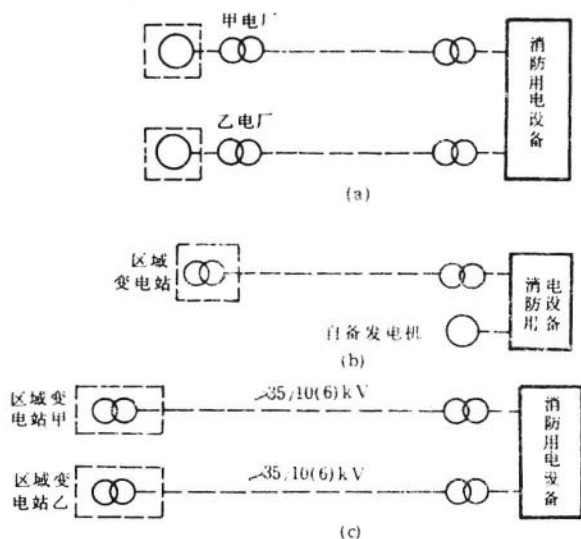 甲电厂
消防用电设备
乙电厂
(a)
区域
变电站
消防用
电设备
自备发电机
(b)
区域变
电站甲
35/10(6)kV
消防用电设备
区域变
电站乙
35/10(6)kV
(c)